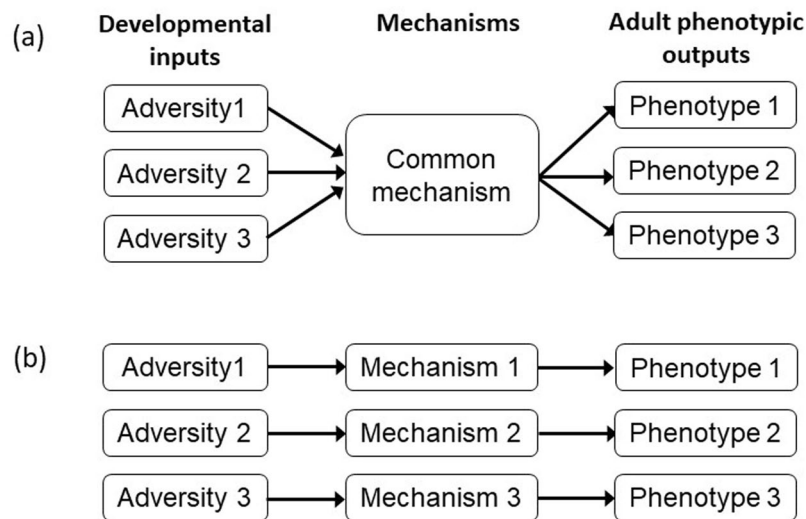 (a)
Developmental inputs
Mechanisms
Adult phenotypic outputs
Adversity1
Adversity 2
Adversity 3
Common mechanism
Phenotype 1
Phenotype 2
Phenotype 3
(b)
Adversity1
Mechanism 1
Phenotype 1
Adversity 2
Mechanism 2
Phenotype 2
Adversity 3
Mechanism 3
Phenotype 3